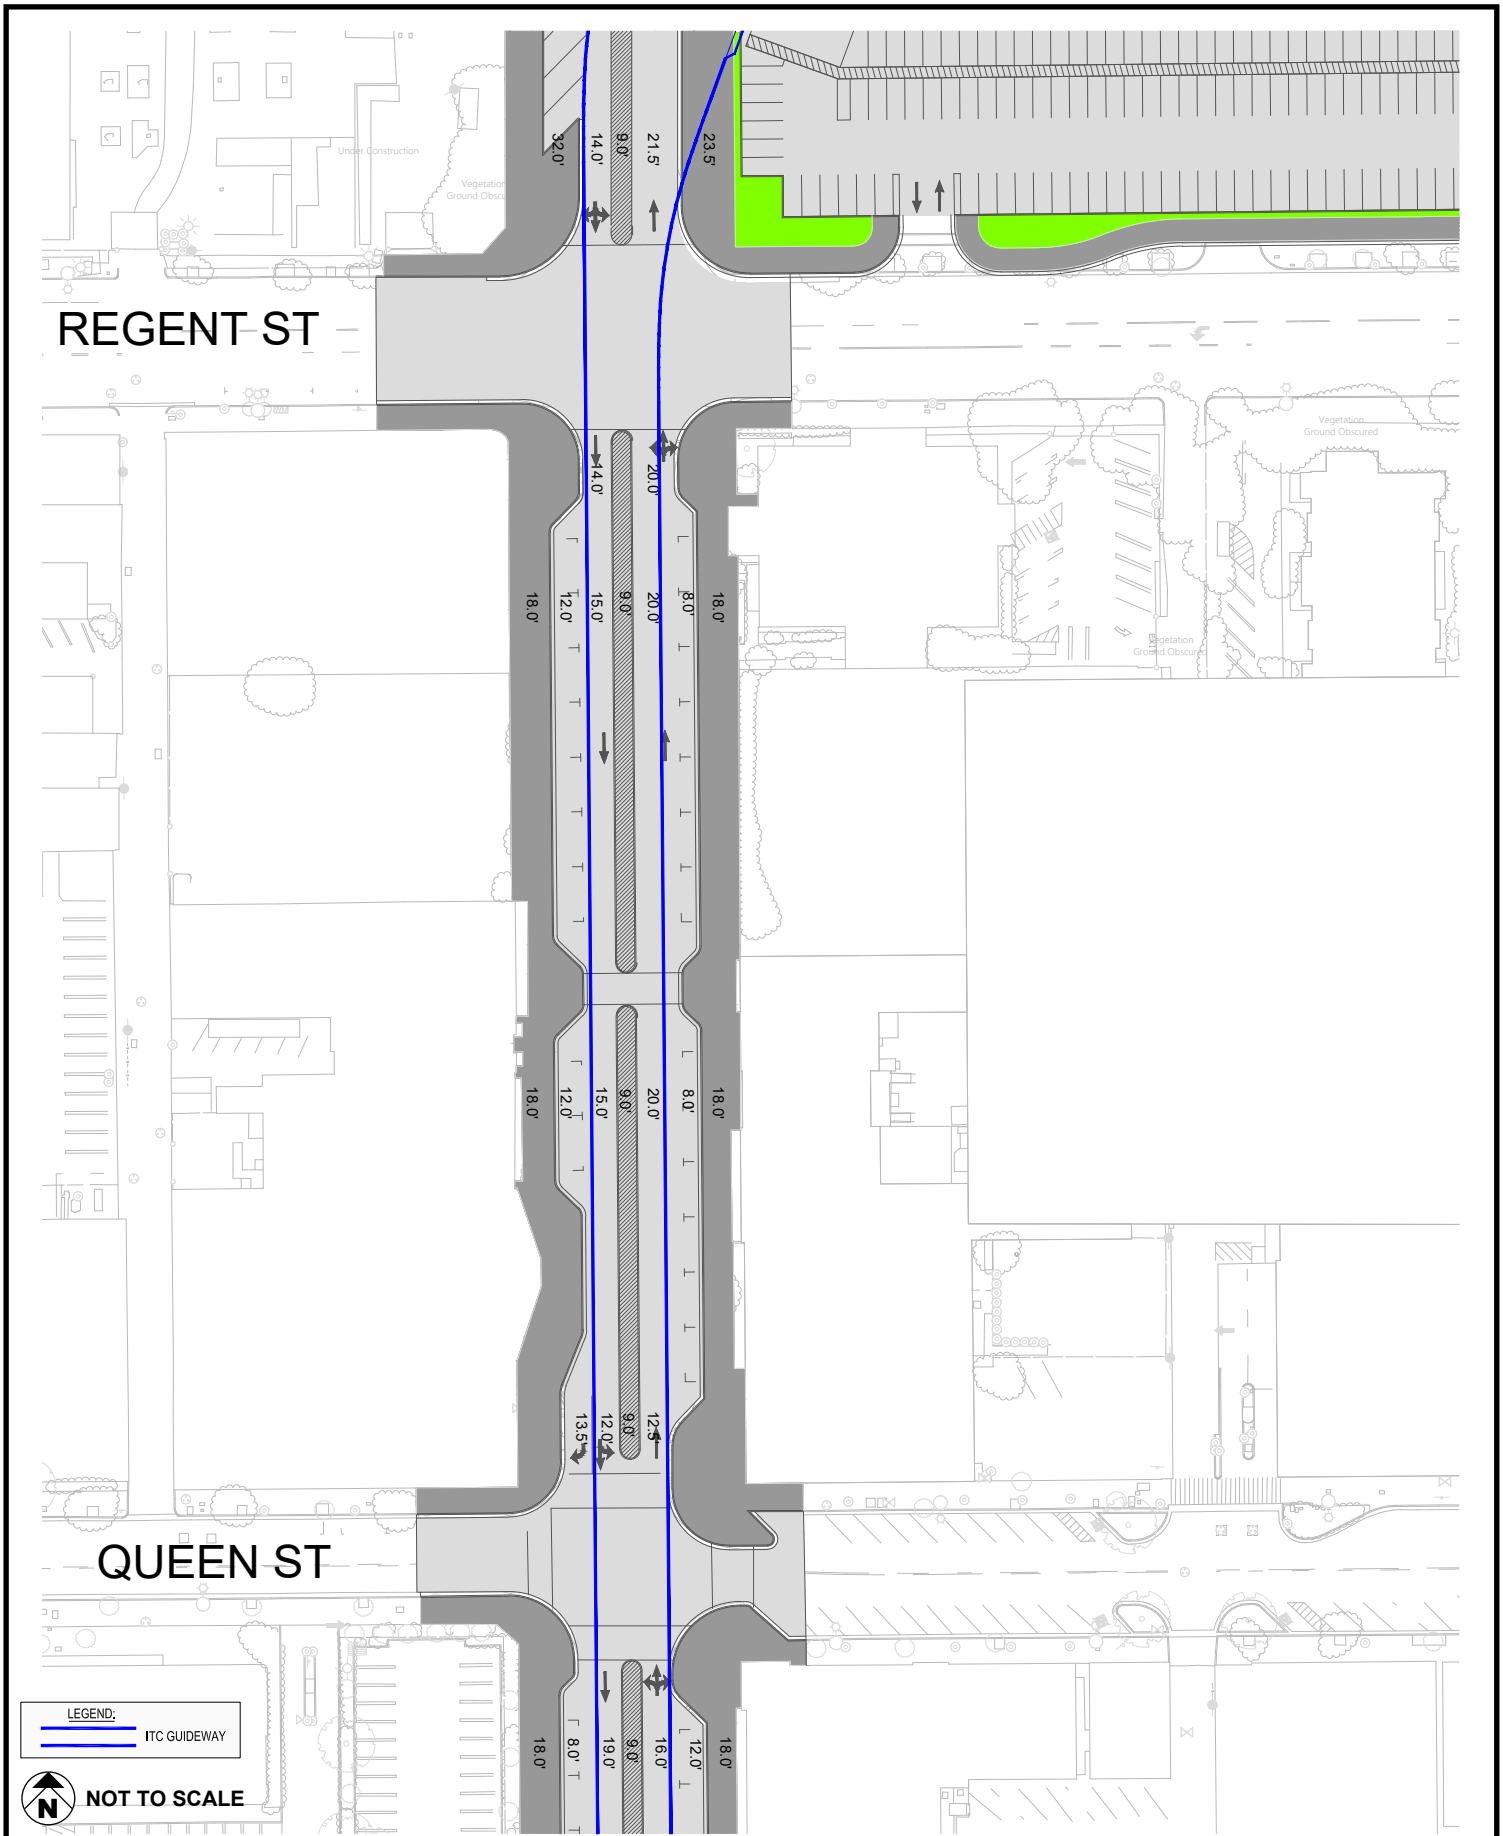 32.0'
14.0'
9.0'
21.5'
23.5'
Under Construction
Vegetation
Ground Obscu
REGENT ST
14.0'
20.0'
Vegetation
Ground Obscured
18.0'
12.0'
15.0'
9.0'
20.0'
8.0'
18.0'
Vegetation
Ground Obscured
18.0'
12.0'
15.0'
9.0'
20.0'
8.0'
18.0'
13.5'
12.0'
9.0'
12.5'
QUEEN ST
18.0'
8.0'
19.0'
9.0'
16.0'
12.0'
18.0'
LEGEND:
ITC GUIDEWAY
N
NOT TO SCALE